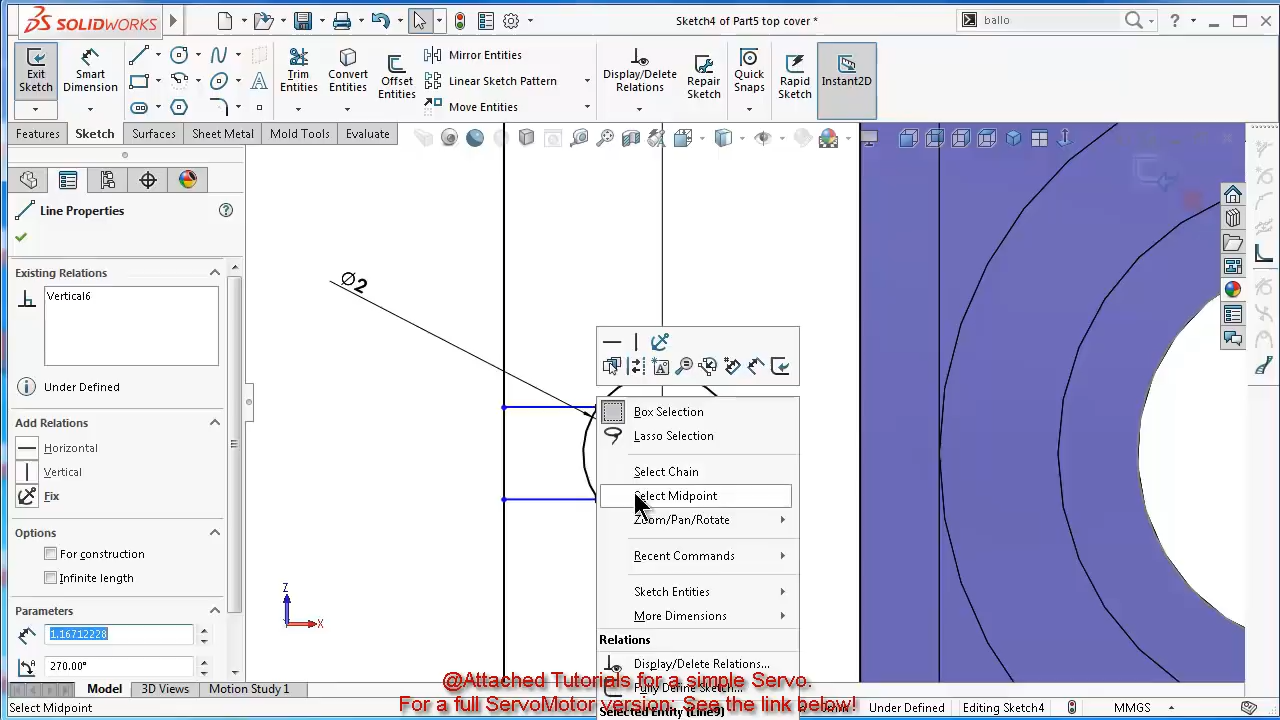 SOLIDWORKS
Sketch4 of Part5 top cover *
ballo
Exit Sketch
Smart Dimension
Trim Entities
Convert Entities
Offset Entities
Mirror Entities
Linear Sketch Pattern
Move Entities
Display/Delete Relations
Repair Sketch
Quick Snaps
Rapid Sketch
Instant2D
Features
Sketch
Surfaces
Sheet Metal
Mold Tools
Evaluate
Line Properties
Existing Relations
Vertical6
Under Defined
Add Relations
Horizontal
Vertical
Fix
Options
For construction
Infinite length
Parameters
1.16712228
270.00°
∅2
Z
X
Box Selection
Lasso Selection
Select Chain
Select Midpoint
Zoom/Pan/Rotate
Recent Commands
Sketch Entities
More Dimensions
Relations
Display/Delete Relations...
Fully Define Sketch...
Selected Entity (Line9)
@Attached Tutorials for a simple Servo.
For a full ServoMotor version: See the link below!
Model
3D Views
Motion Study 1
Select Midpoint
Under Defined
Editing Sketch4
MMGS